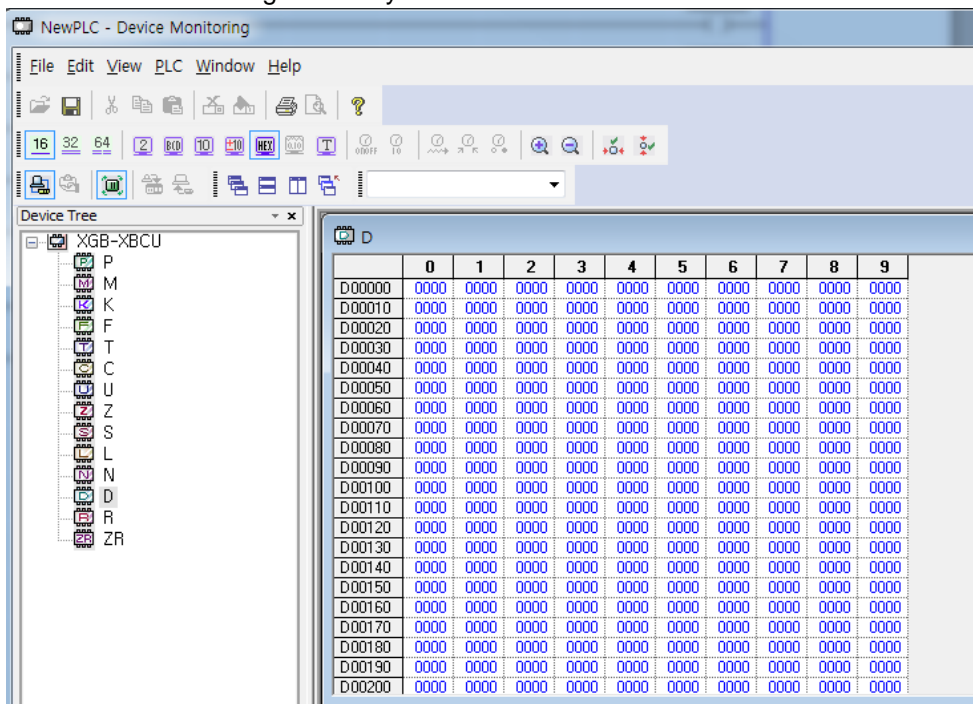 NewPLC - Device Monitoring
File Edit View PLC Window Help
16 32 64 2 BCD 10 ±10 HEX T
Device Tree
XGB-XBCU
P
M
K
F
T
C
U
Z
S
L
N
D
R
ZR
D
0 1 2 3 4 5 6 7 8 9
D00000 0000 0000 0000 0000 0000 0000 0000 0000 0000 0000
D00010 0000 0000 0000 0000 0000 0000 0000 0000 0000 0000
D00020 0000 0000 0000 0000 0000 0000 0000 0000 0000 0000
D00030 0000 0000 0000 0000 0000 0000 0000 0000 0000 0000
D00040 0000 0000 0000 0000 0000 0000 0000 0000 0000 0000
D00050 0000 0000 0000 0000 0000 0000 0000 0000 0000 0000
D00060 0000 0000 0000 0000 0000 0000 0000 0000 0000 0000
D00070 0000 0000 0000 0000 0000 0000 0000 0000 0000 0000
D00080 0000 0000 0000 0000 0000 0000 0000 0000 0000 0000
D00090 0000 0000 0000 0000 0000 0000 0000 0000 0000 0000
D00100 0000 0000 0000 0000 0000 0000 0000 0000 0000 0000
D00110 0000 0000 0000 0000 0000 0000 0000 0000 0000 0000
D00120 0000 0000 0000 0000 0000 0000 0000 0000 0000 0000
D00130 0000 0000 0000 0000 0000 0000 0000 0000 0000 0000
D00140 0000 0000 0000 0000 0000 0000 0000 0000 0000 0000
D00150 0000 0000 0000 0000 0000 0000 0000 0000 0000 0000
D00160 0000 0000 0000 0000 0000 0000 0000 0000 0000 0000
D00170 0000 0000 0000 0000 0000 0000 0000 0000 0000 0000
D00180 0000 0000 0000 0000 0000 0000 0000 0000 0000 0000
D00190 0000 0000 0000 0000 0000 0000 0000 0000 0000 0000
D00200 0000 0000 0000 0000 0000 0000 0000 0000 0000 0000